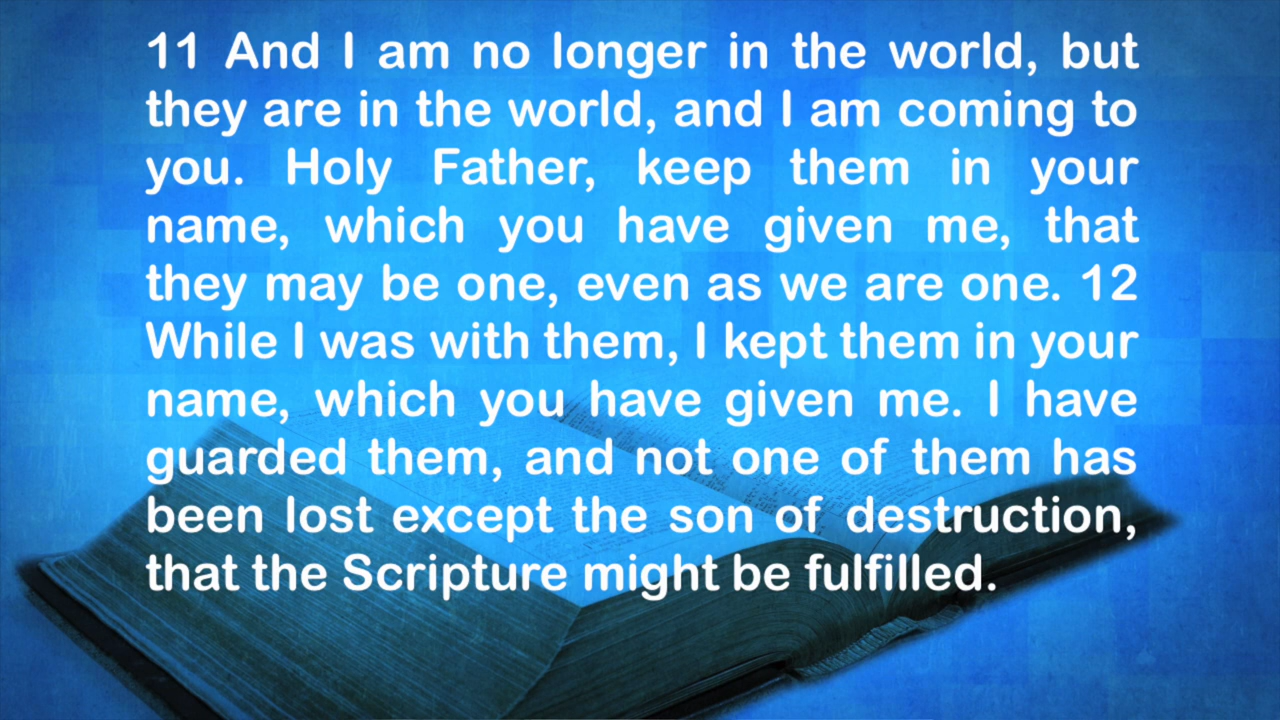 11 And I am no longer in the world, but
they are in the world, and I am coming to
you. Holy Father, keep them in your
name, which you have given me, that
they may be one, even as we are one. 12
While I was with them, I kept them in your
name, which you have given me. I have
guarded them, and not one of them has
been lost except the son of destruction,
that the Scripture might be fulfilled.